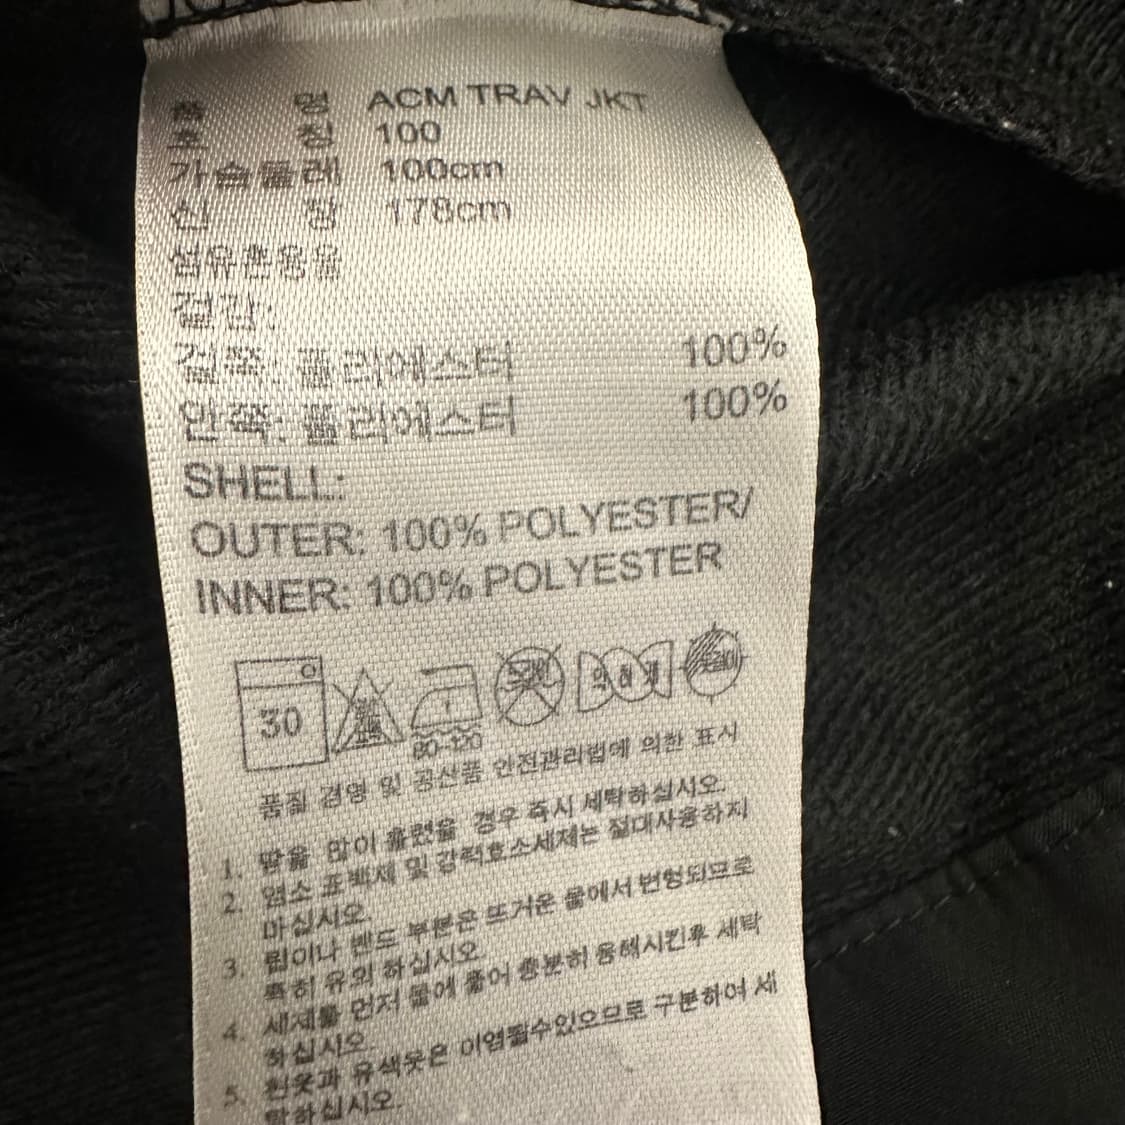 품 명 ACM TRAV JKT
호 칭 100
가슴둘레 100cm
신 장 178cm
섬유혼용율
겉감:
겉쪽: 폴리에스터 100%
안쪽: 폴리에스터 100%
SHELL:
OUTER: 100% POLYESTER/
INNER: 100% POLYESTER
30
80-120
품질 경영 및 공산품 안전관리법에 의한 표시
1. 땀을 많이 흘렸을 경우 즉시 세탁하십시오.
2. 염소 표백제 및 강력효소세제는 절대사용하지
마십시오.
3. 립이나 밴드 부분은 뜨거운 물에서 변형되므로
특히 유의 하십시오.
4. 세제를 먼저 물에 풀어 충분히 용해시킨후 세탁
하십시오.
5. 흰옷과 유색옷은 이염될수있으므로 구분하여 세
탁하십시오.